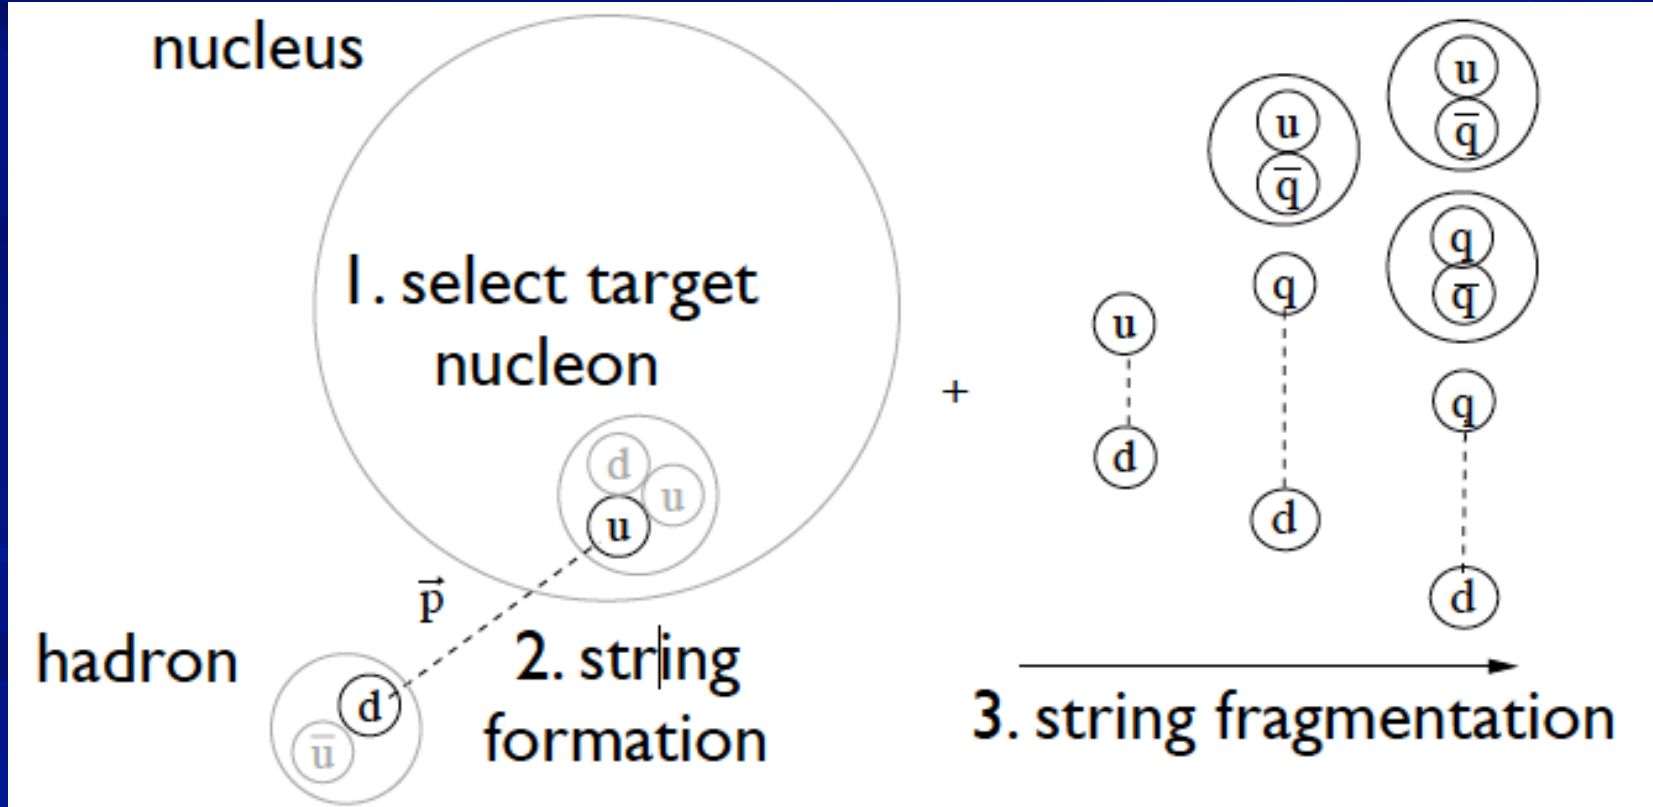 nucleus
1. select target
nucleon
d
u
u
p⃗
hadron
d
u̅
2. string
formation
+
u
d
u
q̅
q
d
u
q̅
q
q̅
q
d
3. string fragmentation